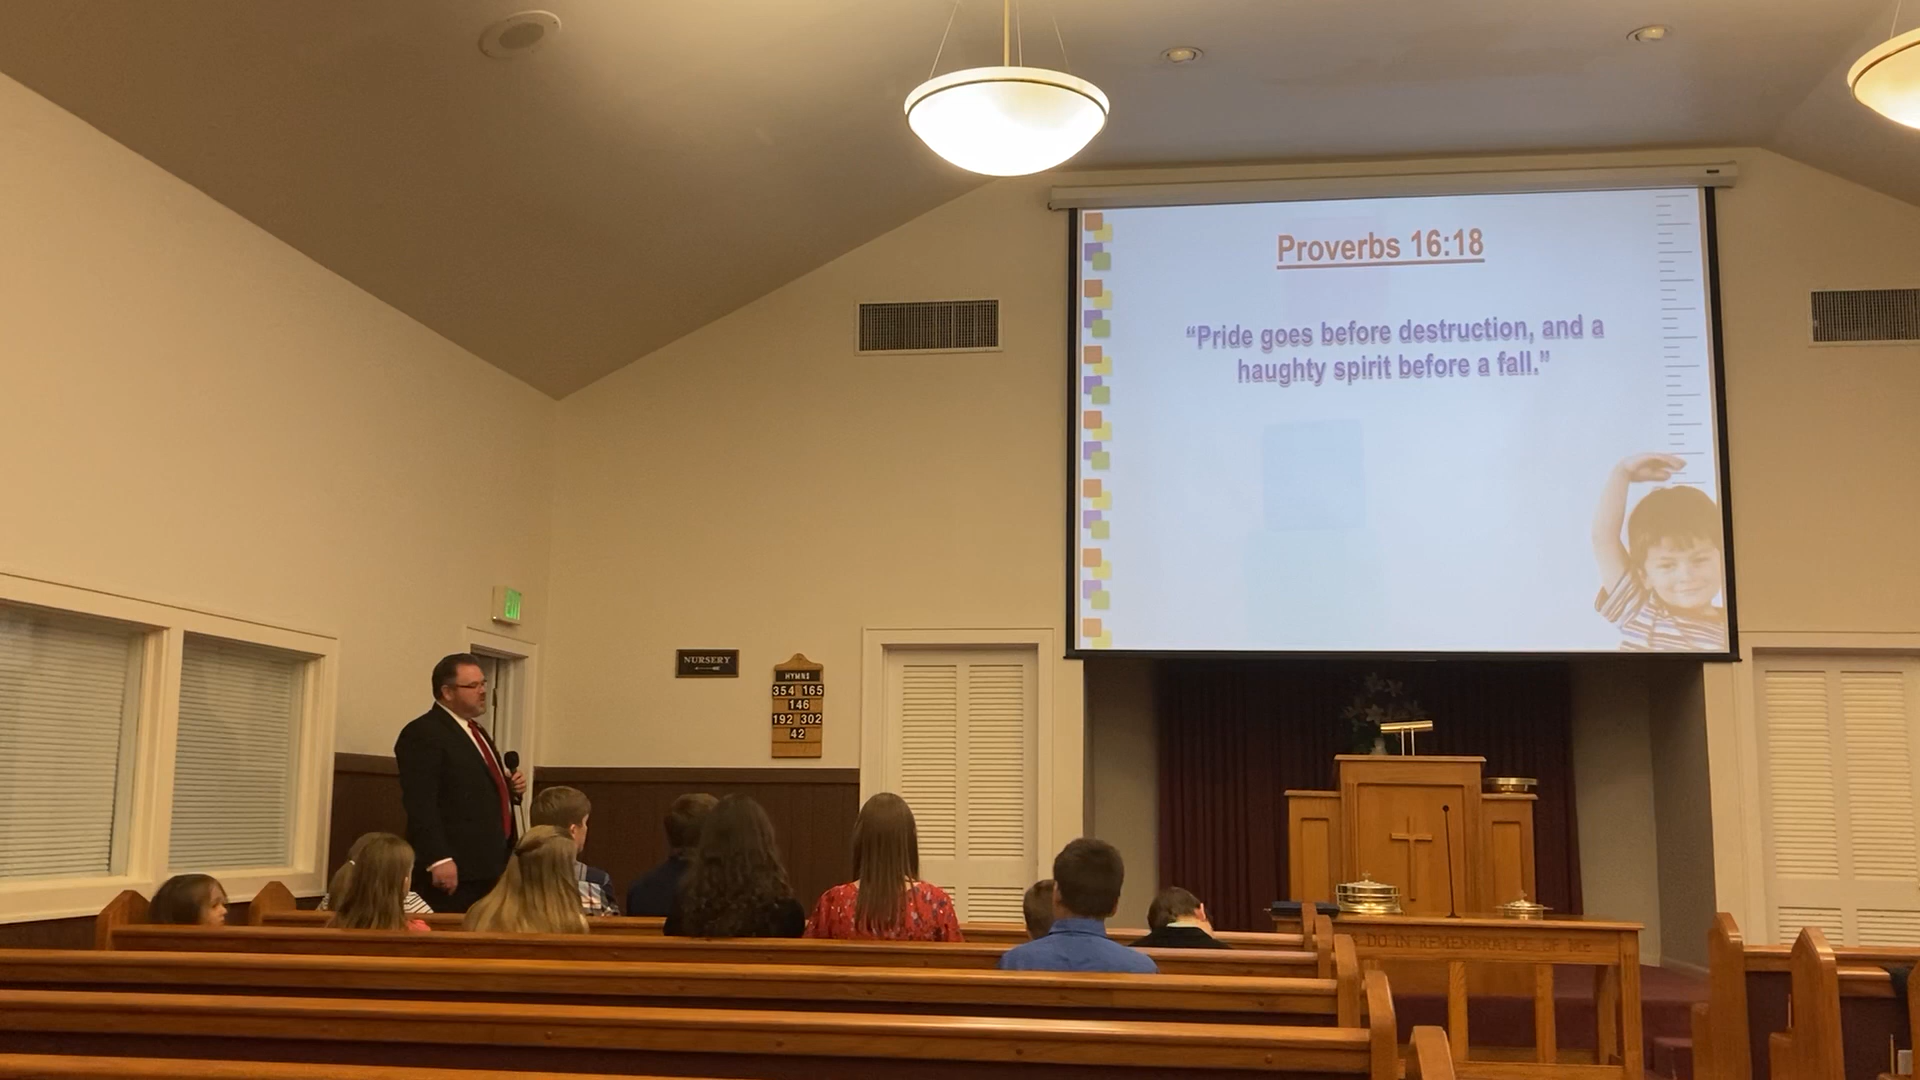 Proverbs 16:18
“Pride goes before destruction, and a
haughty spirit before a fall.”
EXIT
NURSERY
HYMNS
354 165
146
192 302
42
DO IN REMEMBRANCE OF ME